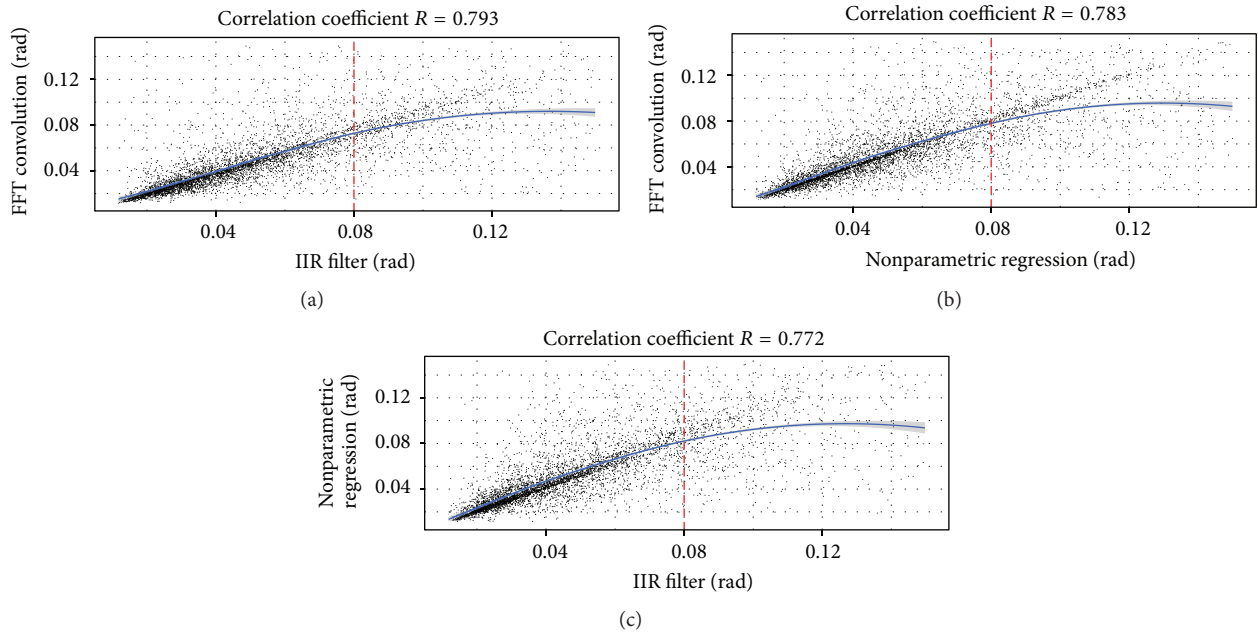 Correlation coefficient R = 0.793
FFT convolution (rad)
0.12
0.08
0.04
0.04 0.08 0.12
IIR filter (rad)
(a)
Correlation coefficient R = 0.783
FFT convolution (rad)
0.12
0.08
0.04
0.04 0.08 0.12
Nonparametric regression (rad)
(b)
Correlation coefficient R = 0.772
Nonparametric
regression (rad)
0.12
0.08
0.04
0.04 0.08 0.12
IIR filter (rad)
(c)